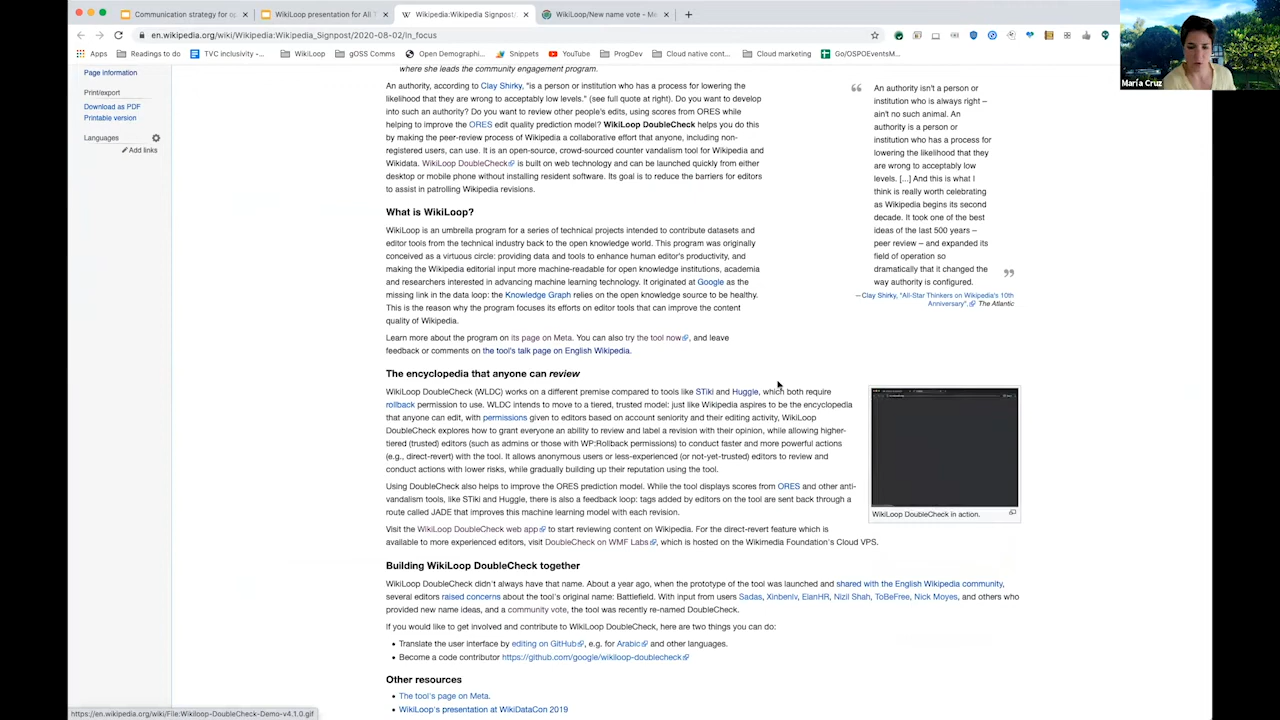 Communication strategy for op
WikiLoop presentation for All T
Wikipedia:Wikipedia Signpost/
WikiLoop/New name vote - Me
en.wikipedia.org/wiki/Wikipedia:Wikipedia_Signpost/2020-08-02/In_focus
Apps
Readings to do
TVC inclusivity -...
WikiLoop
gOSS Comms
Open Demographi...
Snippets
YouTube
ProgDev
Cloud native cont...
Cloud marketing
Go/OSPOEventsM...
María Cruz
Page information
Print/export
Download as PDF
Printable version
Languages
Add links
where she leads the community engagement program.
An authority, according to Clay Shirky, "is a person or institution who has a process for lowering the
likelihood that they are wrong to acceptably low levels." (see full quote at right). Do you want to develop
into such an authority? Do you want to review other people's edits, using scores from ORES while
helping to improve the ORES edit quality prediction model? WikiLoop DoubleCheck helps you do this
by making the peer-review process of Wikipedia a collaborative effort that anyone, including non-
registered users, can use. It is an open-source, crowd-sourced counter vandalism tool for Wikipedia and
Wikidata. WikiLoop DoubleCheck is built on web technology and can be launched quickly from either
desktop or mobile phone without installing resident software. Its goal is to reduce the barriers for editors
to assist in patrolling Wikipedia revisions.
“ An authority isn't a person or
institution who is always right –
ain't no such animal. An
authority is a person or
institution who has a process for
lowering the likelihood that they
are wrong to acceptably low
levels. [...] And this is what I
think is really worth celebrating
as Wikipedia begins its second
decade. It took one of the best
ideas of the last 500 years –
peer review – and expanded its
field of operation so
dramatically that it changed the
way authority is configured. ”
—Clay Shirky, "All-Star Thinkers on Wikipedia's 10th
Anniversary", The Atlantic
What is WikiLoop?
WikiLoop is an umbrella program for a series of technical projects intended to contribute datasets and
editor tools from the technical industry back to the open knowledge world. This program was originally
conceived as a virtuous circle: providing data and tools to enhance human editor's productivity, and
making the Wikipedia editorial input more machine-readable for open knowledge institutions, academia
and researchers interested in advancing machine learning technology. It originated at Google as the
missing link in the data loop: the Knowledge Graph relies on the open knowledge source to be healthy.
This is the reason why the program focuses its efforts on editor tools that can improve the content
quality of Wikipedia.
Learn more about the program on its page on Meta. You can also try the tool now, and leave
feedback or comments on the tool's talk page on English Wikipedia.
The encyclopedia that anyone can review
WikiLoop DoubleCheck (WLDC) works on a different premise compared to tools like STiki and Huggle, which both require
rollback permission to use. WLDC intends to move to a tiered, trusted model: just like Wikipedia aspires to be the encyclopedia
that anyone can edit, with permissions given to editors based on account seniority and their editing activity, WikiLoop
DoubleCheck explores how to grant everyone an ability to review and label a revision with their opinion, while allowing higher-
tiered (trusted) editors (such as admins or those with WP:Rollback permissions) to conduct faster and more powerful actions
(e.g., direct-revert) with the tool. It allows anonymous users or less-experienced (or not-yet-trusted) editors to review and
conduct actions with lower risks, while gradually building up their reputation using the tool.
Using DoubleCheck also helps to improve the ORES prediction model. While the tool displays scores from ORES and other anti-
vandalism tools, like STiki and Huggle, there is also a feedback loop: tags added by editors on the tool are sent back through a
route called JADE that improves this machine learning model with each revision.
WikiLoop DoubleCheck in action.
Visit the WikiLoop DoubleCheck web app to start reviewing content on Wikipedia. For the direct-revert feature which is
available to more experienced editors, visit DoubleCheck on WMF Labs, which is hosted on the Wikimedia Foundation's Cloud VPS.
Building WikiLoop DoubleCheck together
WikiLoop DoubleCheck didn't always have that name. About a year ago, when the prototype of the tool was launched and shared with the English Wikipedia community,
several editors raised concerns about the tool's original name: Battlefield. With input from users Sadas, Xinbenlv, EianHR, Nizil Shah, ToBeFree, Nick Moyes, and others who
provided new name ideas, and a community vote, the tool was recently re-named DoubleCheck.
If you would like to get involved and contribute to WikiLoop DoubleCheck, here are two things you can do:
• Translate the user interface by editing on GitHub, e.g. for Arabic and other languages.
• Become a code contributor https://github.com/google/wikiloop-doublecheck
Other resources
• The tool's page on Meta.
• WikiLoop's presentation at WikiDataCon 2019
https://en.wikipedia.org/wiki/File:Wikiloop-DoubleCheck-Demo-v4.1.0.gif